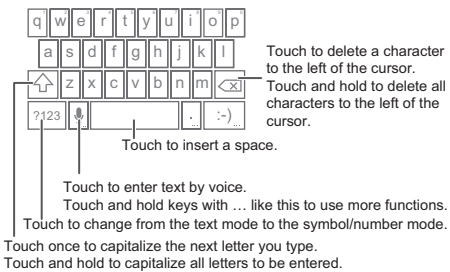 q w e r t y u i o p
a s d f g h j k l
z x c v b n m
?123 ... . ... :-) ...
Touch to delete a character
to the left of the cursor.
Touch and hold to delete all
characters to the left of the
cursor.
Touch to insert a space.
Touch to enter text by voice.
Touch and hold keys with … like this to use more functions.
Touch to change from the text mode to the symbol/number mode.
Touch once to capitalize the next letter you type.
Touch and hold to capitalize all letters to be entered.